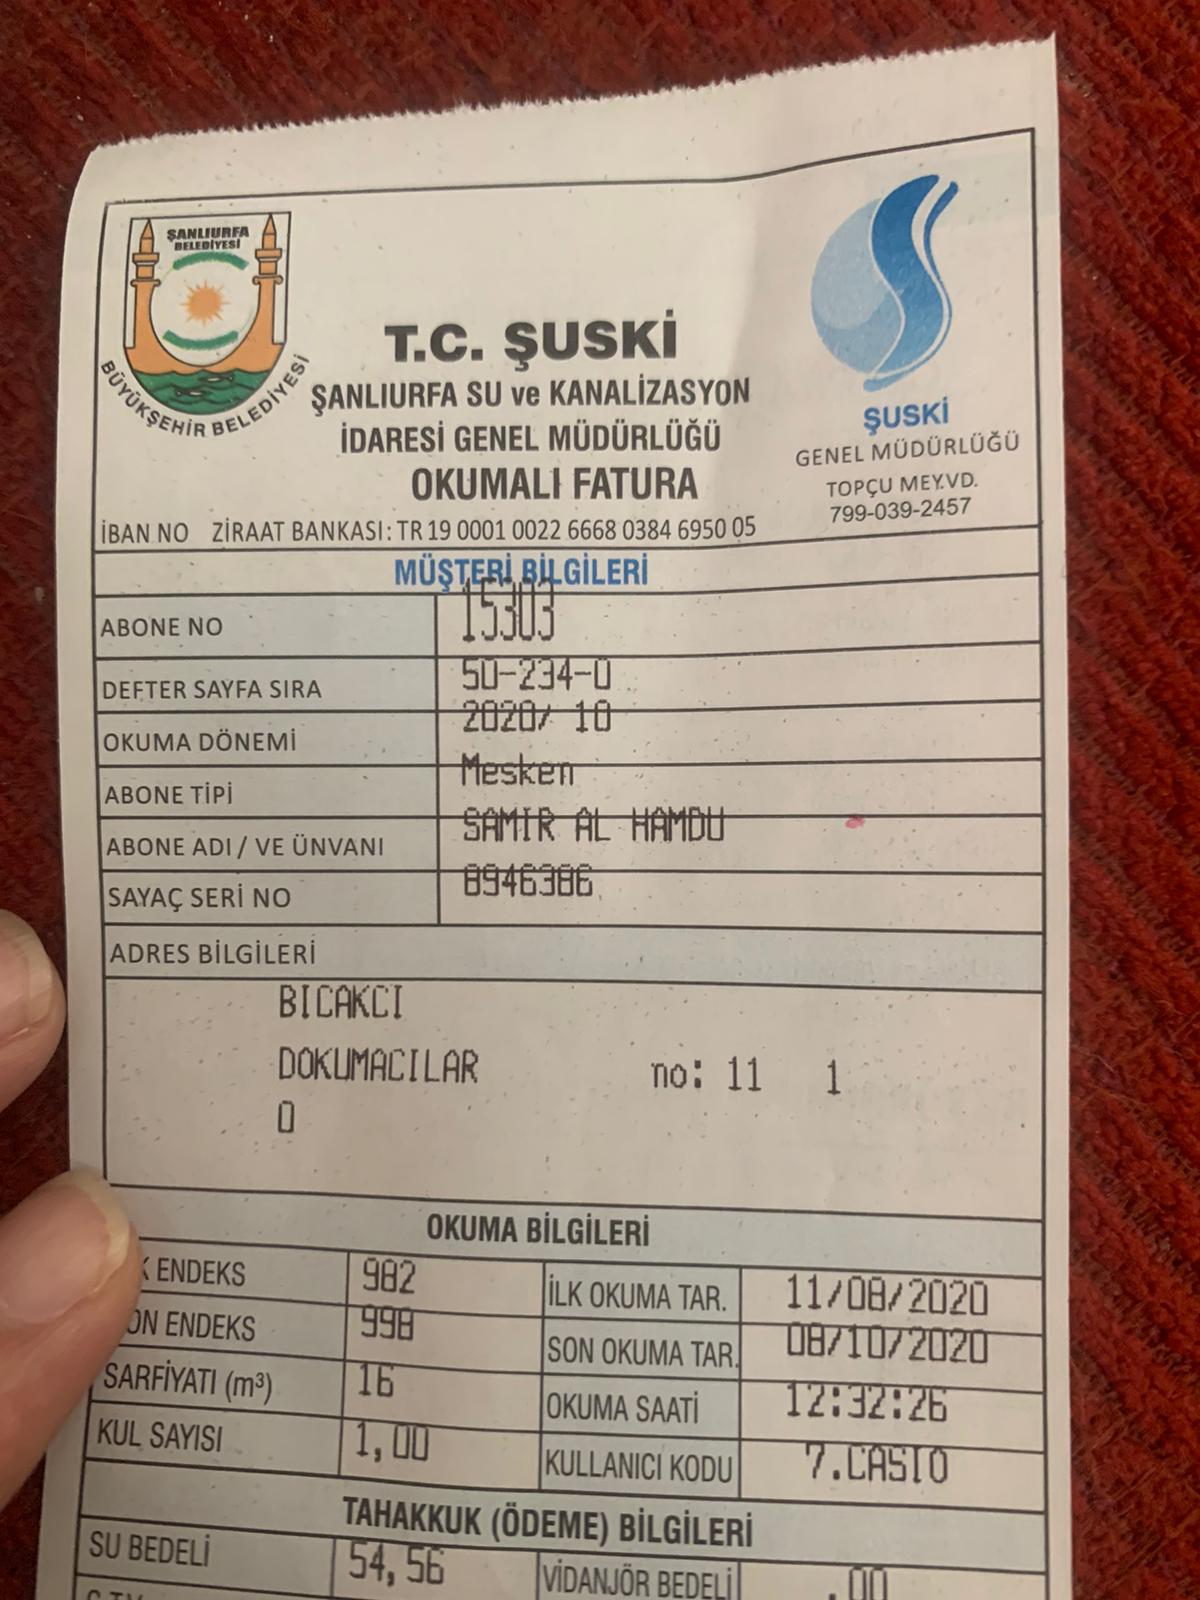 ŞANLIURFA
BELEDİYESİ
BÜYÜKŞEHİR BELEDİYESİ
T.C. ŞUSKİ
ŞANLIURFA SU ve KANALİZASYON
İDARESİ GENEL MÜDÜRLÜĞÜ
OKUMALI FATURA
ŞUSKİ
GENEL MÜDÜRLÜĞÜ
TOPÇU MEY.VD.
799-039-2457
İBAN NO ZİRAAT BANKASI: TR 19 0001 0022 6668 0384 6950 05
MÜŞTERİ BİLGİLERİ
ABONE NO 15303
DEFTER SAYFA SIRA 50-234-0
OKUMA DÖNEMİ 2020/ 10
ABONE TİPİ Mesken
ABONE ADI / VE ÜNVANI SAMIR AL HAMDU
SAYAÇ SERİ NO 8946386
ADRES BİLGİLERİ
BICAKCI
DOKUMACILAR no: 11 1
0
OKUMA BİLGİLERİ
ENDEKS 982 İLK OKUMA TAR. 11/08/2020
ENDEKS 998 SON OKUMA TAR. 08/10/2020
SARFİYATI (m³) 16 OKUMA SAATİ 12:32:26
KUL SAYISI 1,00 KULLANICI KODU 7.CASIO
TAHAKKUK (ÖDEME) BİLGİLERİ
SU BEDELİ 54,56 VİDANJÖR BEDELİ .00